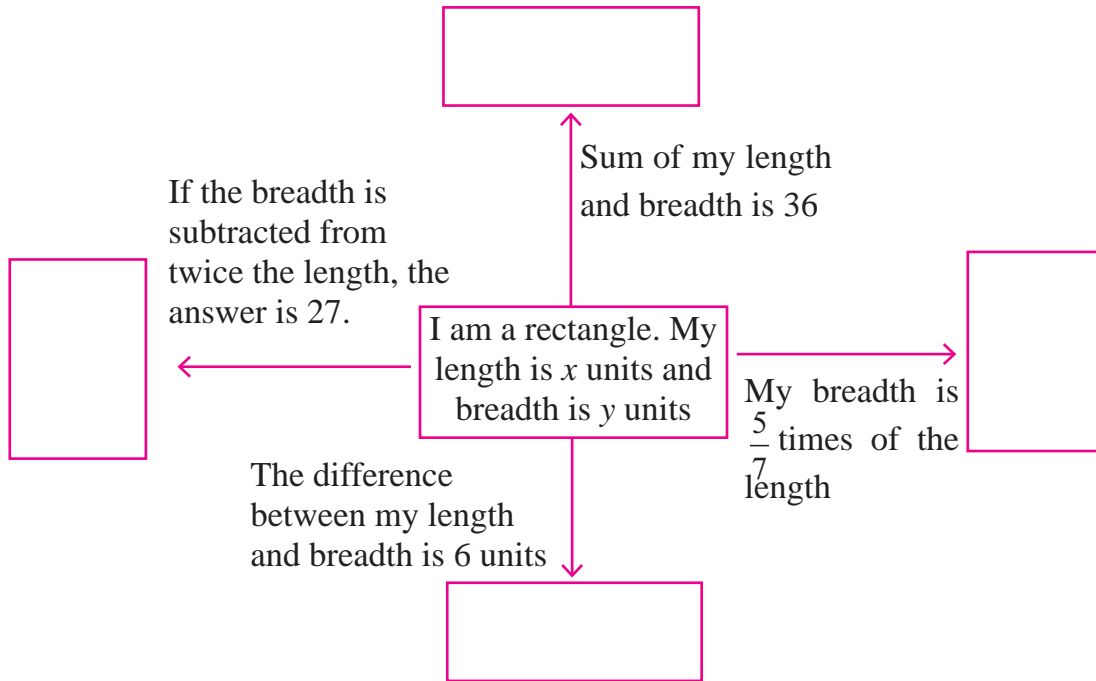 Sum of my length
and breadth is 36
If the breadth is
subtracted from
twice the length, the
answer is 27.
I am a rectangle. My
length is x units and
breadth is y units
My breadth is
5/7 times of the
length
The difference
between my length
and breadth is 6 units